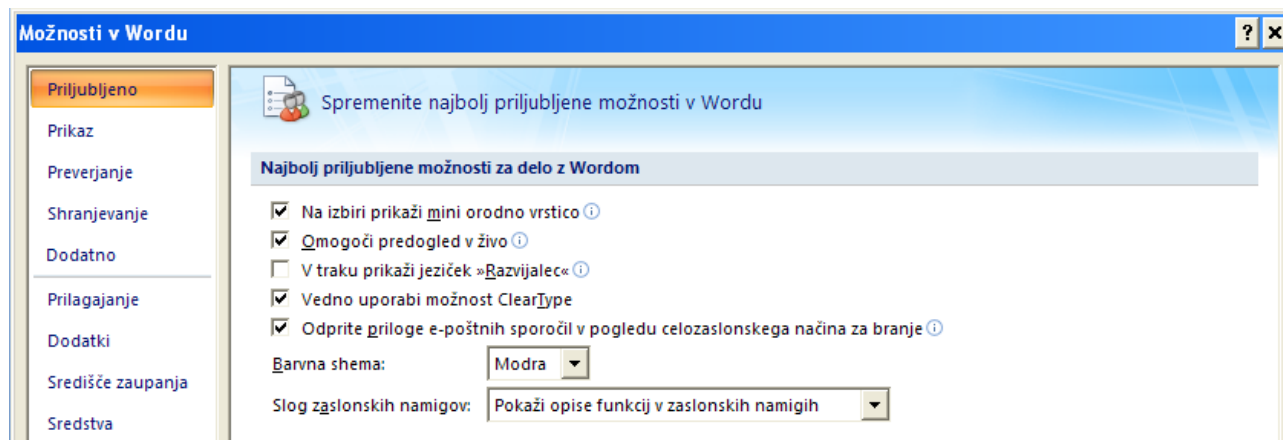 Možnosti v Wordu
Priljubljeno
Prikaz
Preverjanje
Shranjevanje
Dodatno
Prilagajanje
Dodatki
Središče zaupanja
Sredstva
Spremenite najbolj priljubljene možnosti v Wordu
Najbolj priljubljene možnosti za delo z Wordom
Na izbiri prikaži mini orodno vrstico
Omogoči predogled v živo
V traku prikaži jeziček »Razvijalec«
Vedno uporabi možnost ClearType
Odprite priloge e-poštnih sporočil v pogledu celozaslonskega načina za branje
Barvna shema: Modra
Slog zaslonskih namigov: Pokaži opise funkcij v zaslonskih namigih